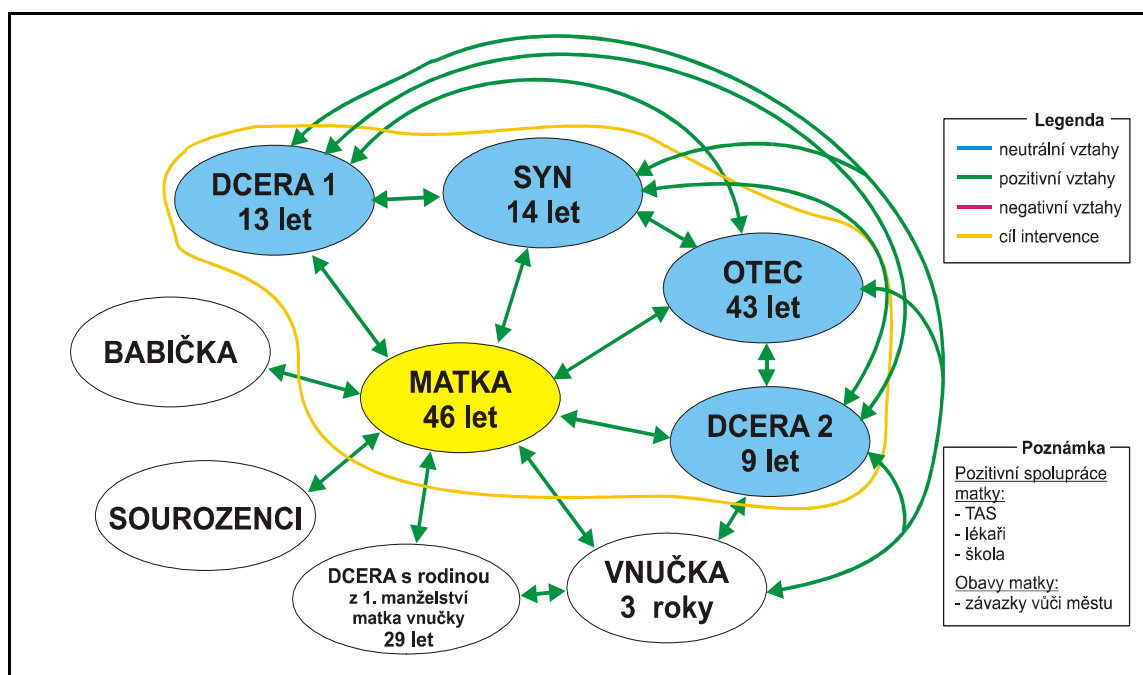 DCERA 1
13 let
SYN
14 let
OTEC
43 let
BABIČKA
MATKA
46 let
DCERA 2
9 let
SOUROZENCI
DCERA s rodinou
z 1. manželství
matka vnučky
29 let
VNUČKA
3 roky
Legenda
neutrální vztahy
pozitivní vztahy
negativní vztahy
cíl intervence
Poznámka
Pozitivní spolupráce
matky:
- TAS
- lékaři
- škola
Obavy matky:
- závazky vůči městu